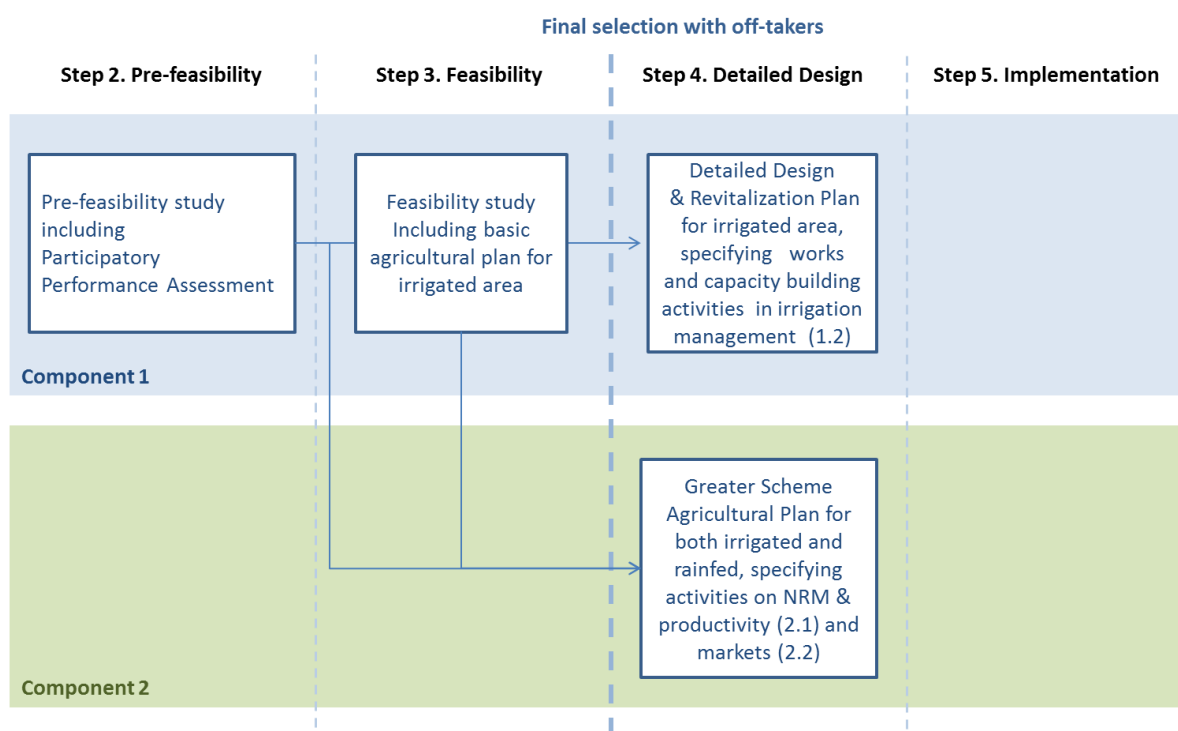 Final selection with off-takers
Step 2. Pre-feasibility
Step 3. Feasibility
Step 4. Detailed Design
Step 5. Implementation
Pre-feasibility study
including
Participatory
Performance Assessment
Feasibility study
Including basic
agricultural plan for
irrigated area
Detailed Design
& Revitalization Plan
for irrigated area,
specifying works
and capacity building
activities in irrigation
management (1.2)
Component 1
Greater Scheme
Agricultural Plan for
both irrigated and
rainfed, specifying
activities on NRM &
productivity (2.1) and
markets (2.2)
Component 2